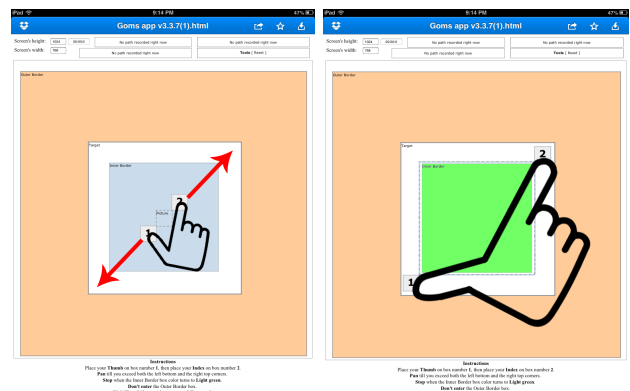 iPad 9:14 PM 47%
Goms app v3.3.7(1).html
Screen's height: 1024 00:00:0 No path recorded right now No path recorded right now
Screen's width: 768 No path recorded right now Tools [ Reset ]
Outer Border
Target
Inner Border
2
Picture
1
Instructions
Place your Thumb on box number 1, then place your Index on box number 2.
Pan till you exceed both the left bottom and the right top corners.
Stop when the Inner Border box color turns to Light green.
Don't enter the Outer Border box.
iPad 9:14 PM 47%
Goms app v3.3.7(1).html
Screen's height: 1024 00:00:0 No path recorded right now No path recorded right now
Screen's width: 768 No path recorded right now Tools [ Reset ]
Outer Border
Target
2
Inner Border
1
Instructions
Place your Thumb on box number 1, then place your Index on box number 2.
Pan till you exceed both the left bottom and the right top corners.
Stop when the Inner Border box color turns to Light green.
Don't enter the Outer Border box.